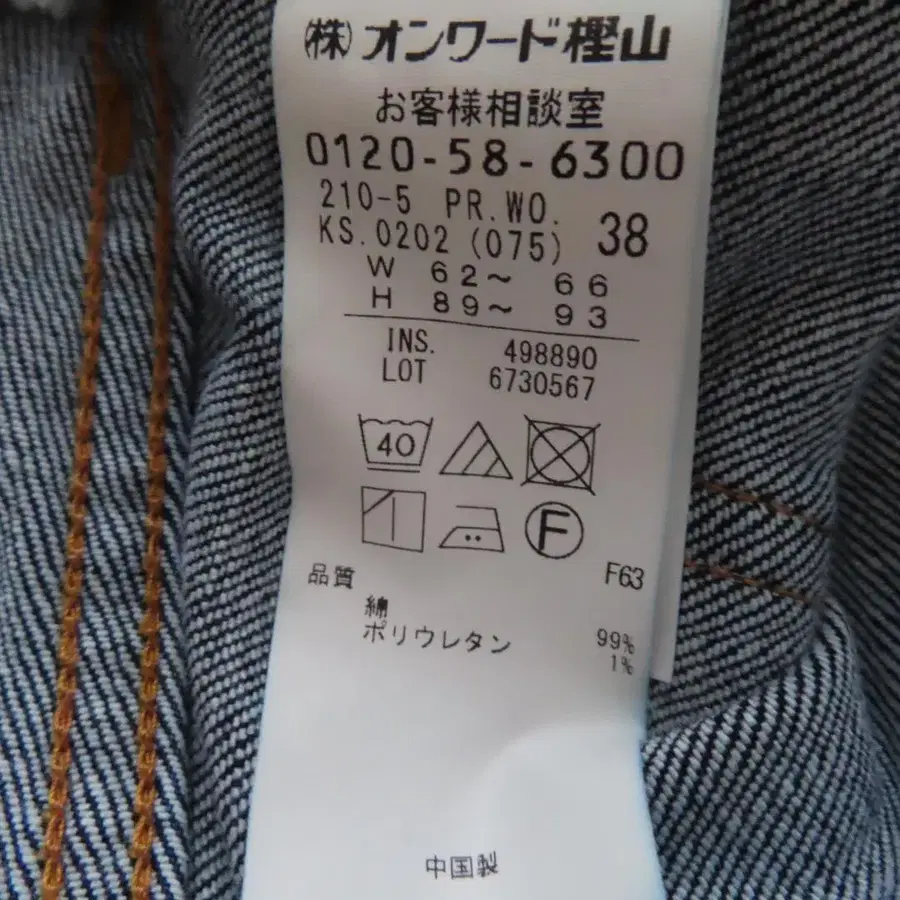 (株)オンワード樫山
お客様相談室
0120-58-6300
210-5 PR.WO. 38
KS.0202 (075)
W 62〜 66
H 89〜 93
INS. 498890
LOT 6730567
40
F
品質 F63
綿 99%
ポリウレタン 1%
中国製